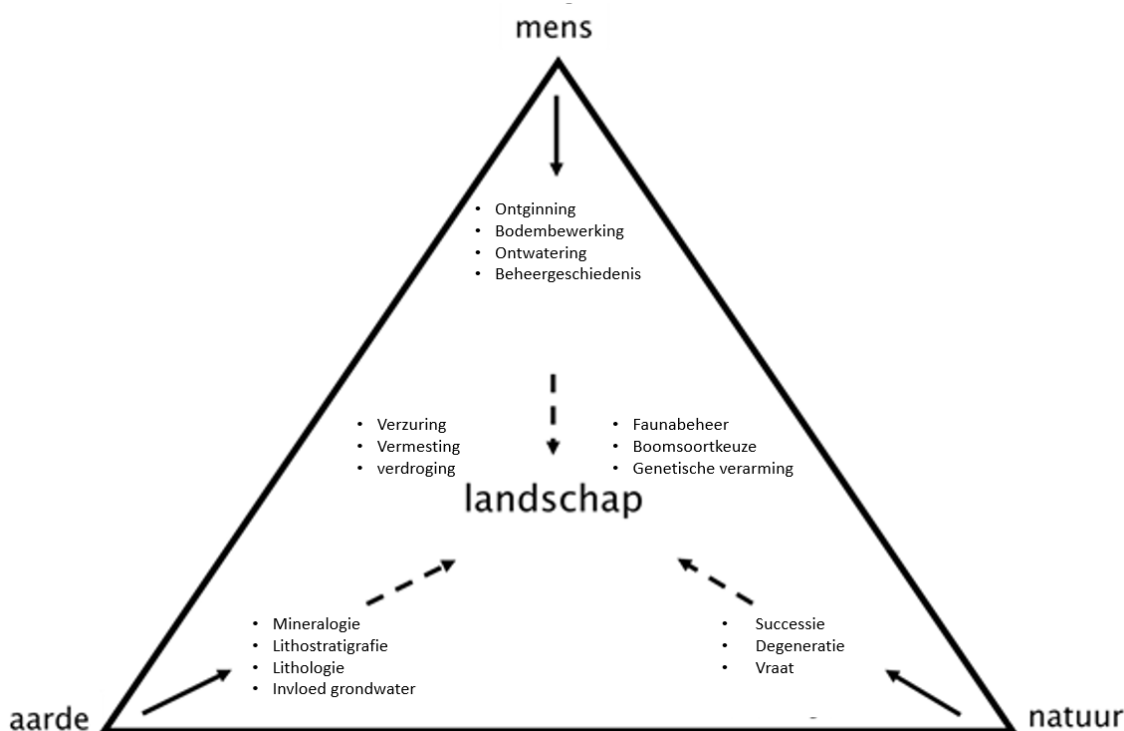 mens
• Ontginning
• Bodembewerking
• Ontwatering
• Beheergeschiedenis
• Verzuring
• Vermesting
• verdroging
• Faunabeheer
• Boomsoortkeuze
• Genetische verarming
landschap
• Mineralogie
• Lithostratigrafie
• Lithologie
• Invloed grondwater
• Successie
• Degeneratie
• Vraat
aarde
natuur